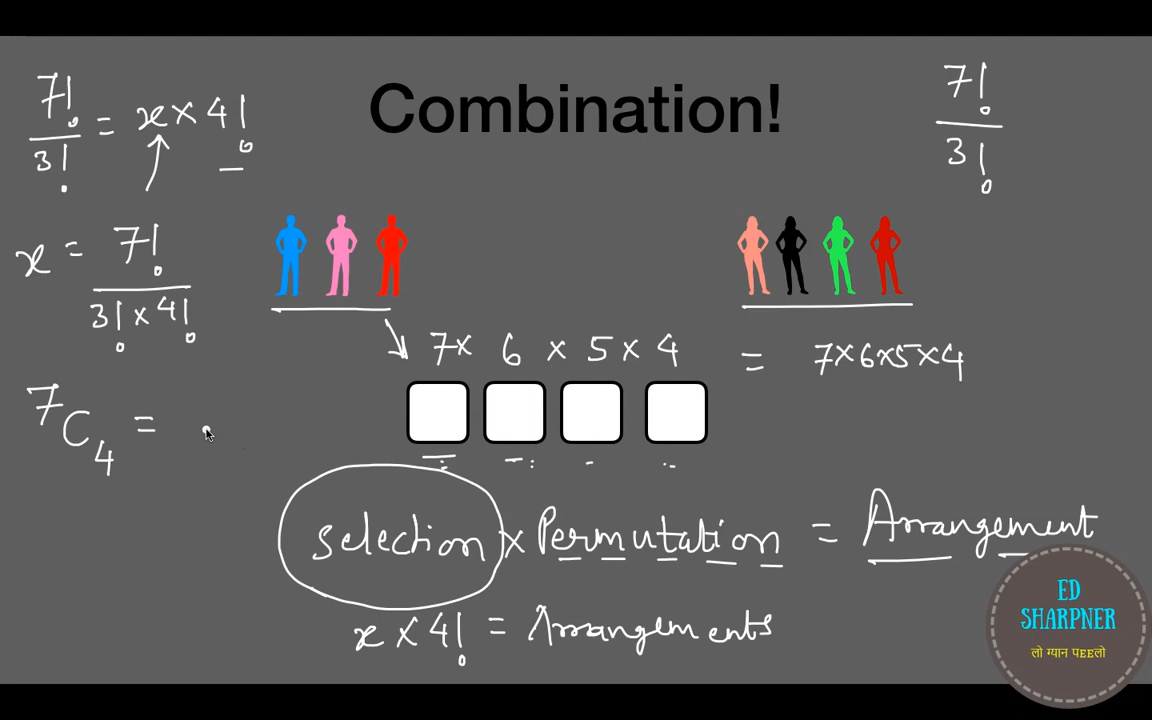 Combination!
7!/3! = x × 4!
7!/3!
x = 7!/(3! × 4!)
7 × 6 × 5 × 4 = 7×6×5×4
⁷C₄ =
selection × Permutation = Arrangement
x × 4! = Arrangements
ED
SHARPNER
लो ग्यान पEEलो